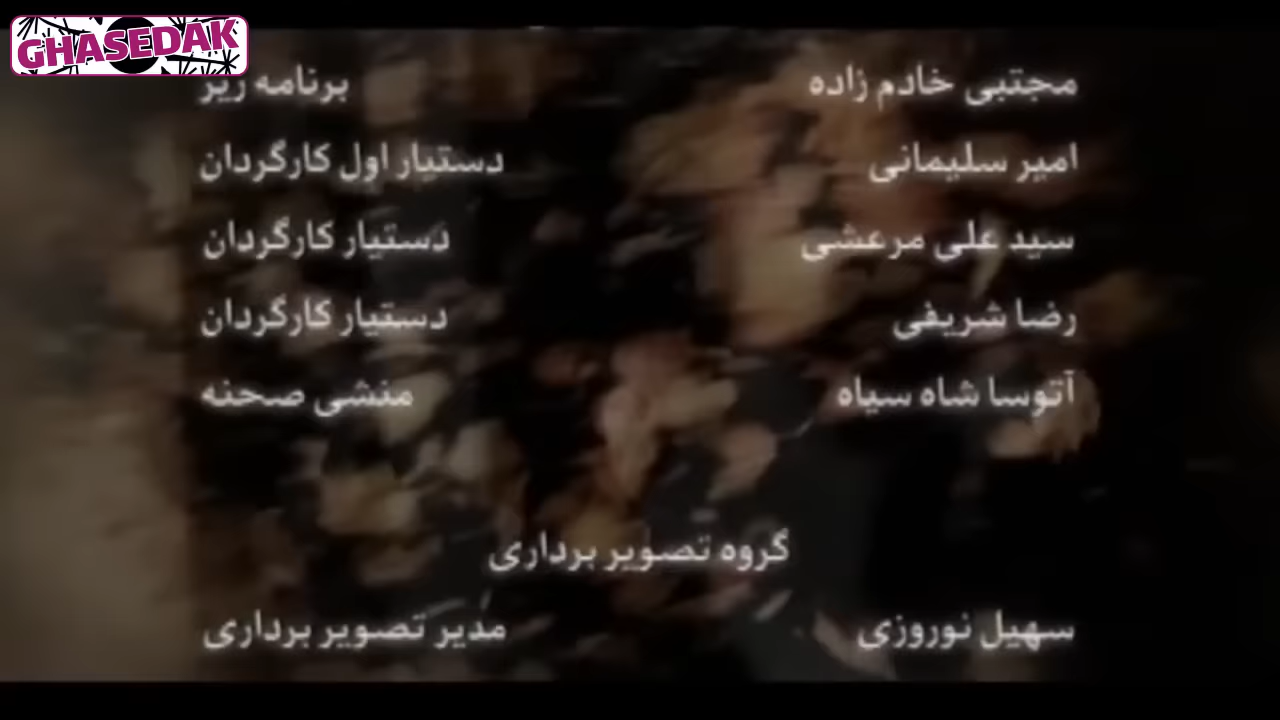 GHASEDAK
مجتبی خادم زاده برنامه ریز
امیر سلیمانی دستیار اول کارگردان
سید علی مرعشی دستیار کارگردان
رضا شریفی دستیار کارگردان
آتوسا شاه سیاه منشی صحنه
گروه تصویر برداری
سهیل نوروزی مدیر تصویر برداری